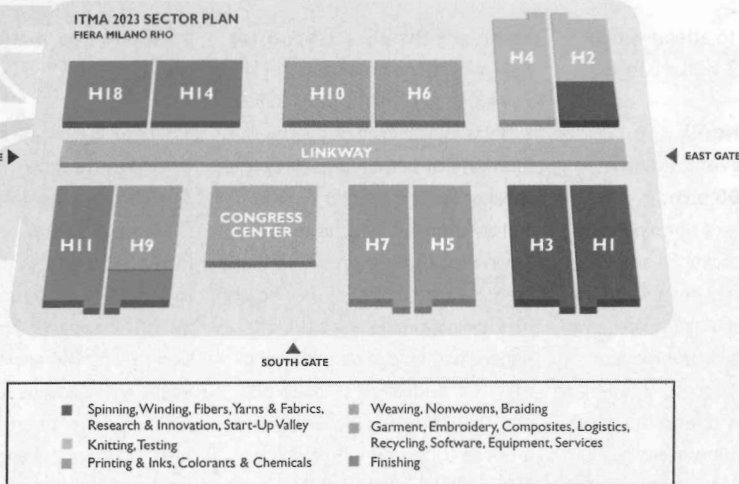 ITMA 2023 SECTOR PLAN
FIERA MILANO RHO
H18
H14
H10
H6
H4
H2
LINKWAY
EAST GATE
H11
H9
CONGRESS
CENTER
H7
H5
H3
H1
SOUTH GATE
Spinning, Winding, Fibers, Yarns & Fabrics,
Research & Innovation, Start-Up Valley
Knitting, Testing
Printing & Inks, Colorants & Chemicals
Weaving, Nonwovens, Braiding
Garment, Embroidery, Composites, Logistics,
Recycling, Software, Equipment, Services
Finishing